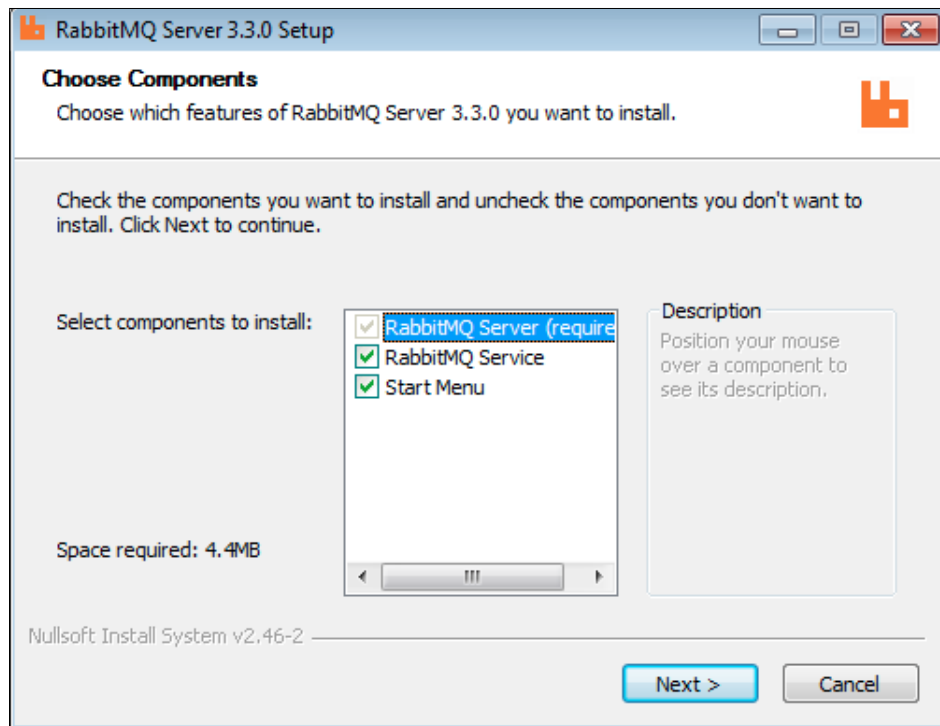 RabbitMQ Server 3.3.0 Setup
Choose Components
Choose which features of RabbitMQ Server 3.3.0 you want to install.
Check the components you want to install and uncheck the components you don't want to
install. Click Next to continue.
Select components to install:
RabbitMQ Server (require
RabbitMQ Service
Start Menu
Description
Position your mouse
over a component to
see its description.
Space required: 4.4MB
Nullsoft Install System v2.46-2
Next >
Cancel